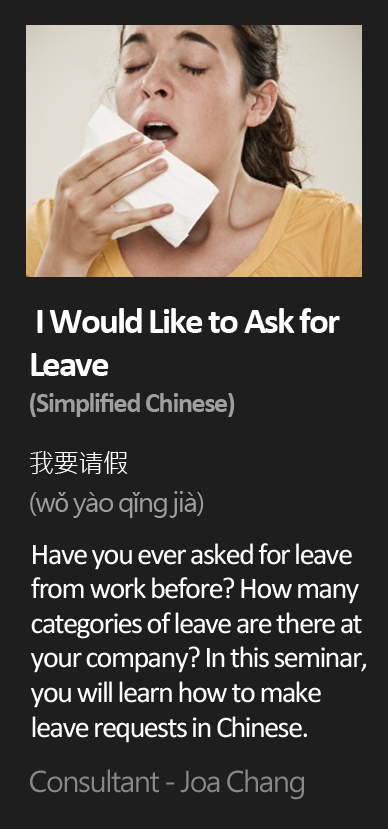 I Would Like to Ask for
Leave
(Simplified Chinese)
我要请假
(wǒ yào qǐng jià)
Have you ever asked for leave
from work before? How many
categories of leave are there at
your company? In this seminar,
you will learn how to make
leave requests in Chinese.
Consultant - Joa Chang